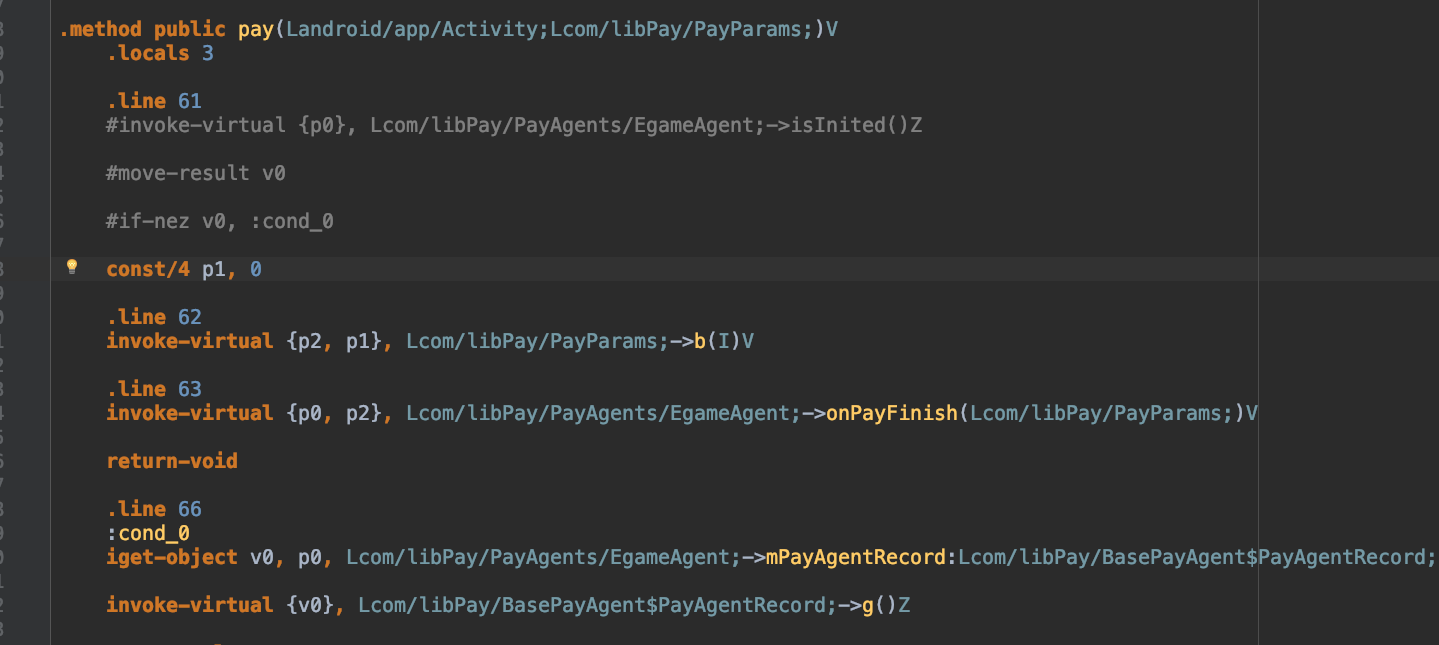 .method public pay(Landroid/app/Activity;Lcom/libPay/PayParams;)V
.locals 3
.line 61
#invoke-virtual {p0}, Lcom/libPay/PayAgents/EgameAgent;->isInited()Z
#move-result v0
#if-nez v0, :cond_0
const/4 p1, 0
.line 62
invoke-virtual {p2, p1}, Lcom/libPay/PayParams;->b(I)V
.line 63
invoke-virtual {p0, p2}, Lcom/libPay/PayAgents/EgameAgent;->onPayFinish(Lcom/libPay/PayParams;)V
return-void
.line 66
:cond_0
iget-object v0, p0, Lcom/libPay/PayAgents/EgameAgent;->mPayAgentRecord:Lcom/libPay/BasePayAgent$PayAgentRecord;
invoke-virtual {v0}, Lcom/libPay/BasePayAgent$PayAgentRecord;->g()Z